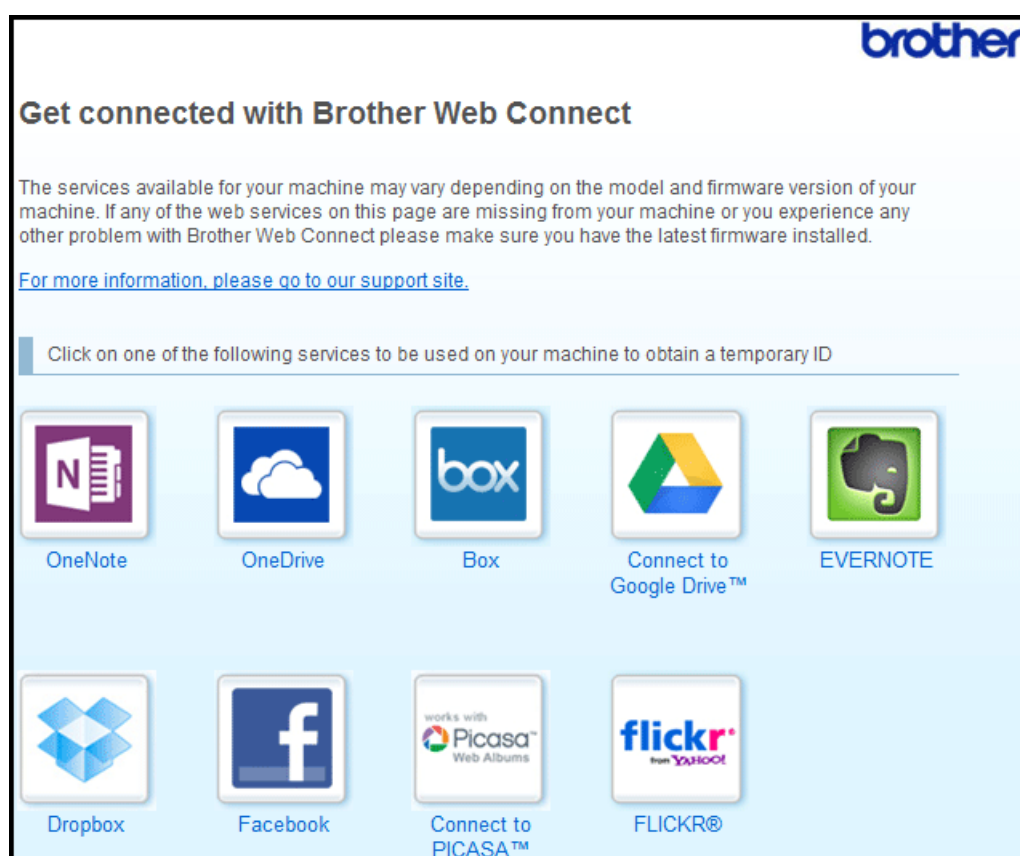 brother
Get connected with Brother Web Connect
The services available for your machine may vary depending on the model and firmware version of your
machine. If any of the web services on this page are missing from your machine or you experience any
other problem with Brother Web Connect please make sure you have the latest firmware installed.
For more information, please go to our support site.
Click on one of the following services to be used on your machine to obtain a temporary ID
N
box
OneNote
OneDrive
Box
Connect to
Google Drive™
EVERNOTE
f
works with
Picasa™
Web Albums
flickr
from YAHOO!
Dropbox
Facebook
Connect to
PICASA™
FLICKR®